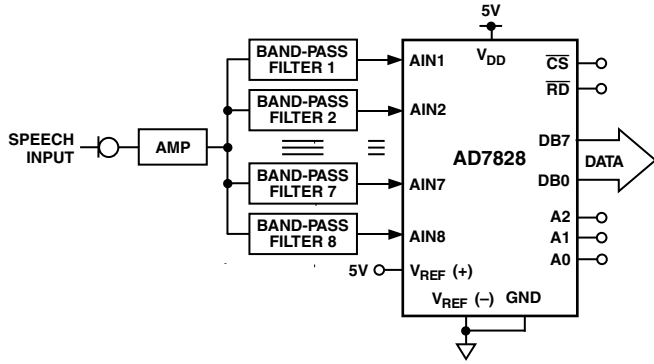 5V
BAND-PASS
FILTER 1
AIN1
V_DD
CS
RD
BAND-PASS
FILTER 2
AIN2
SPEECH
INPUT
AMP
AD7828
DB7
DATA
DB0
BAND-PASS
FILTER 7
AIN7
BAND-PASS
FILTER 8
AIN8
A2
A1
A0
5V
V_REF (+)
V_REF (–)
GND